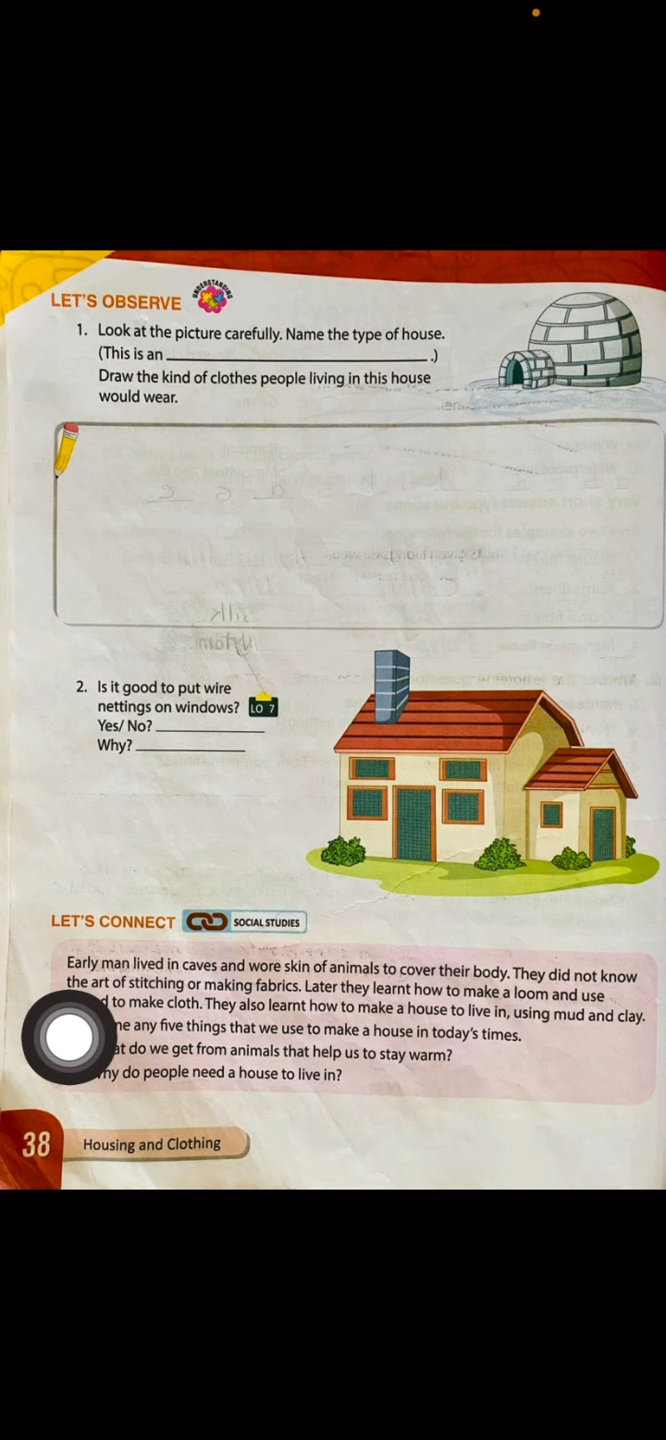 LET'S OBSERVE
UNDERSTANDING
1. Look at the picture carefully. Name the type of house.
(This is an ______________________.)
Draw the kind of clothes people living in this house
would wear.
2. Is it good to put wire
nettings on windows? LO 7
Yes/ No? ______________
Why? ______________
LET'S CONNECT SOCIAL STUDIES
Early man lived in caves and wore skin of animals to cover their body. They did not know
the art of stitching or making fabrics. Later they learnt how to make a loom and use
to make cloth. They also learnt how to make a house to live in, using mud and clay.
any five things that we use to make a house in today's times.
do we get from animals that help us to stay warm?
do people need a house to live in?
38 Housing and Clothing